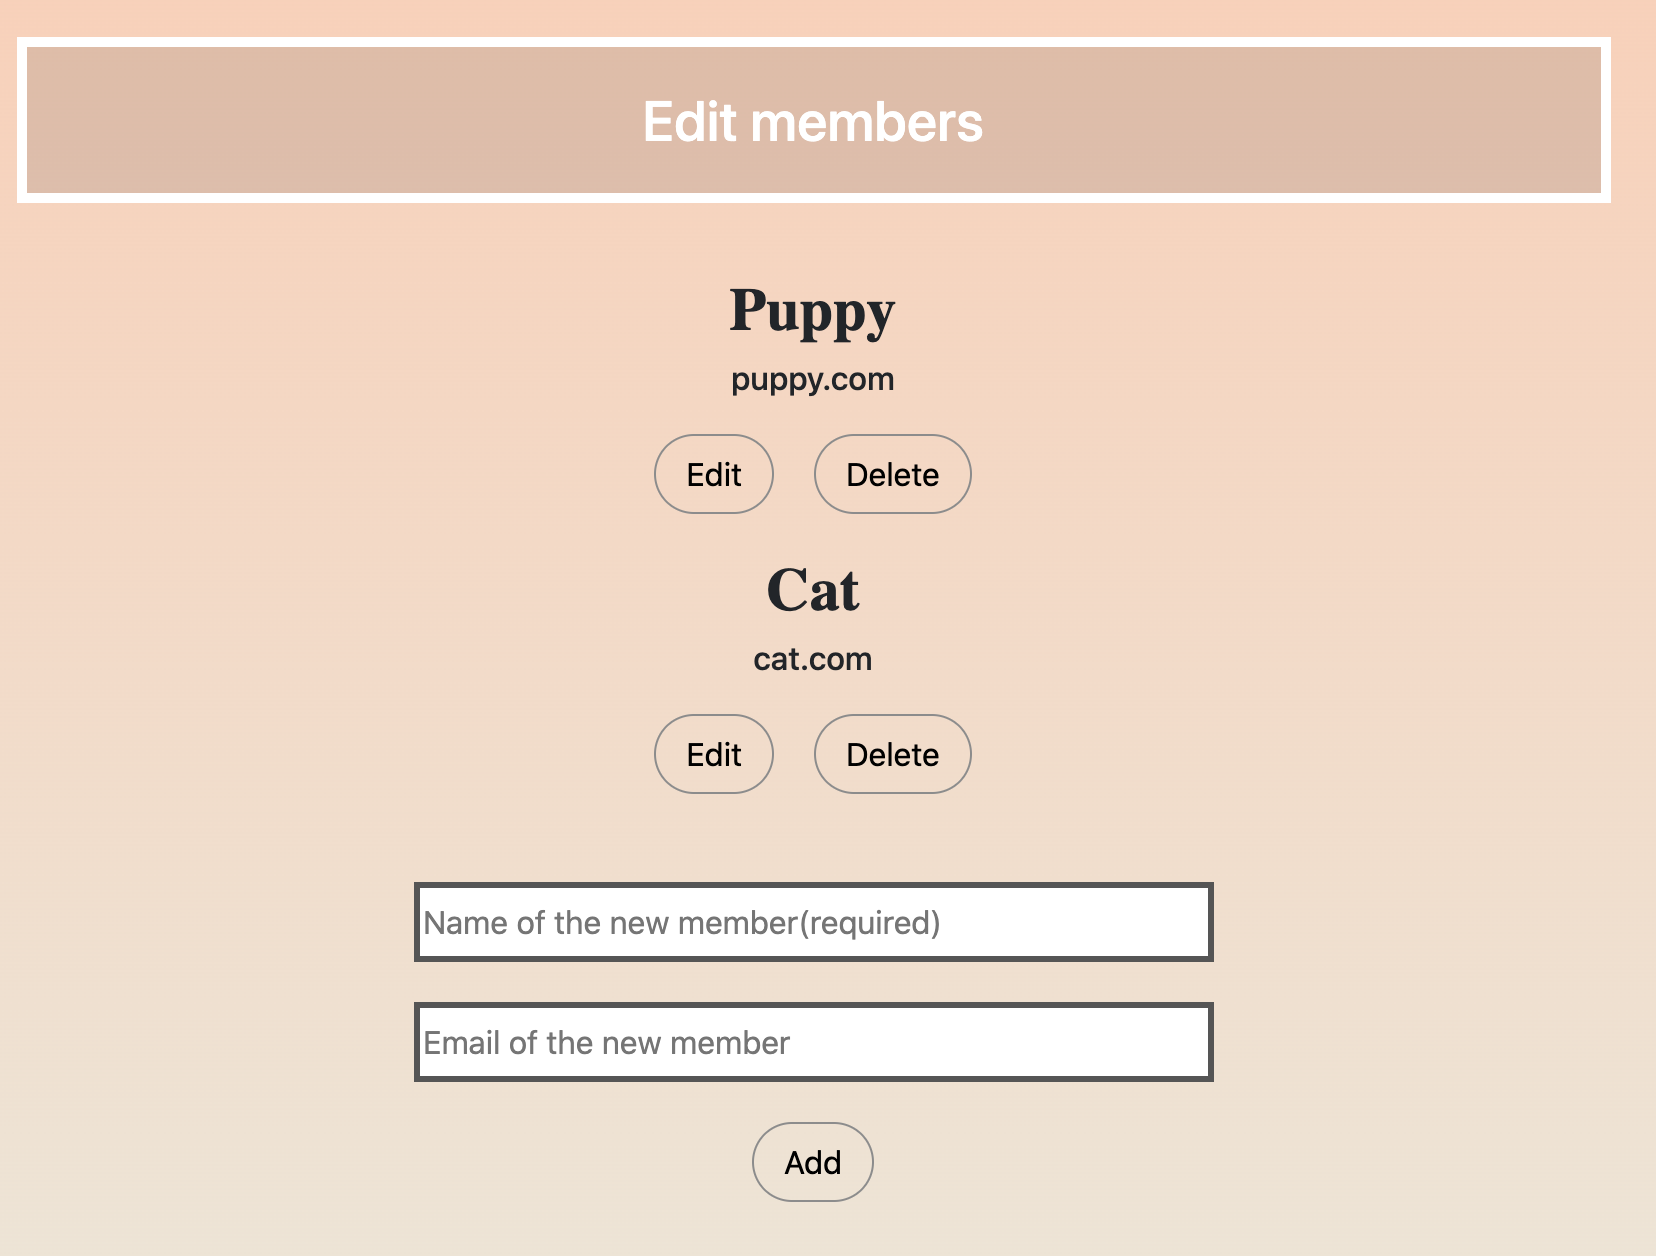 Edit members
Puppy
puppy.com
Edit Delete
Cat
cat.com
Edit Delete
Name of the new member(required)
Email of the new member
Add